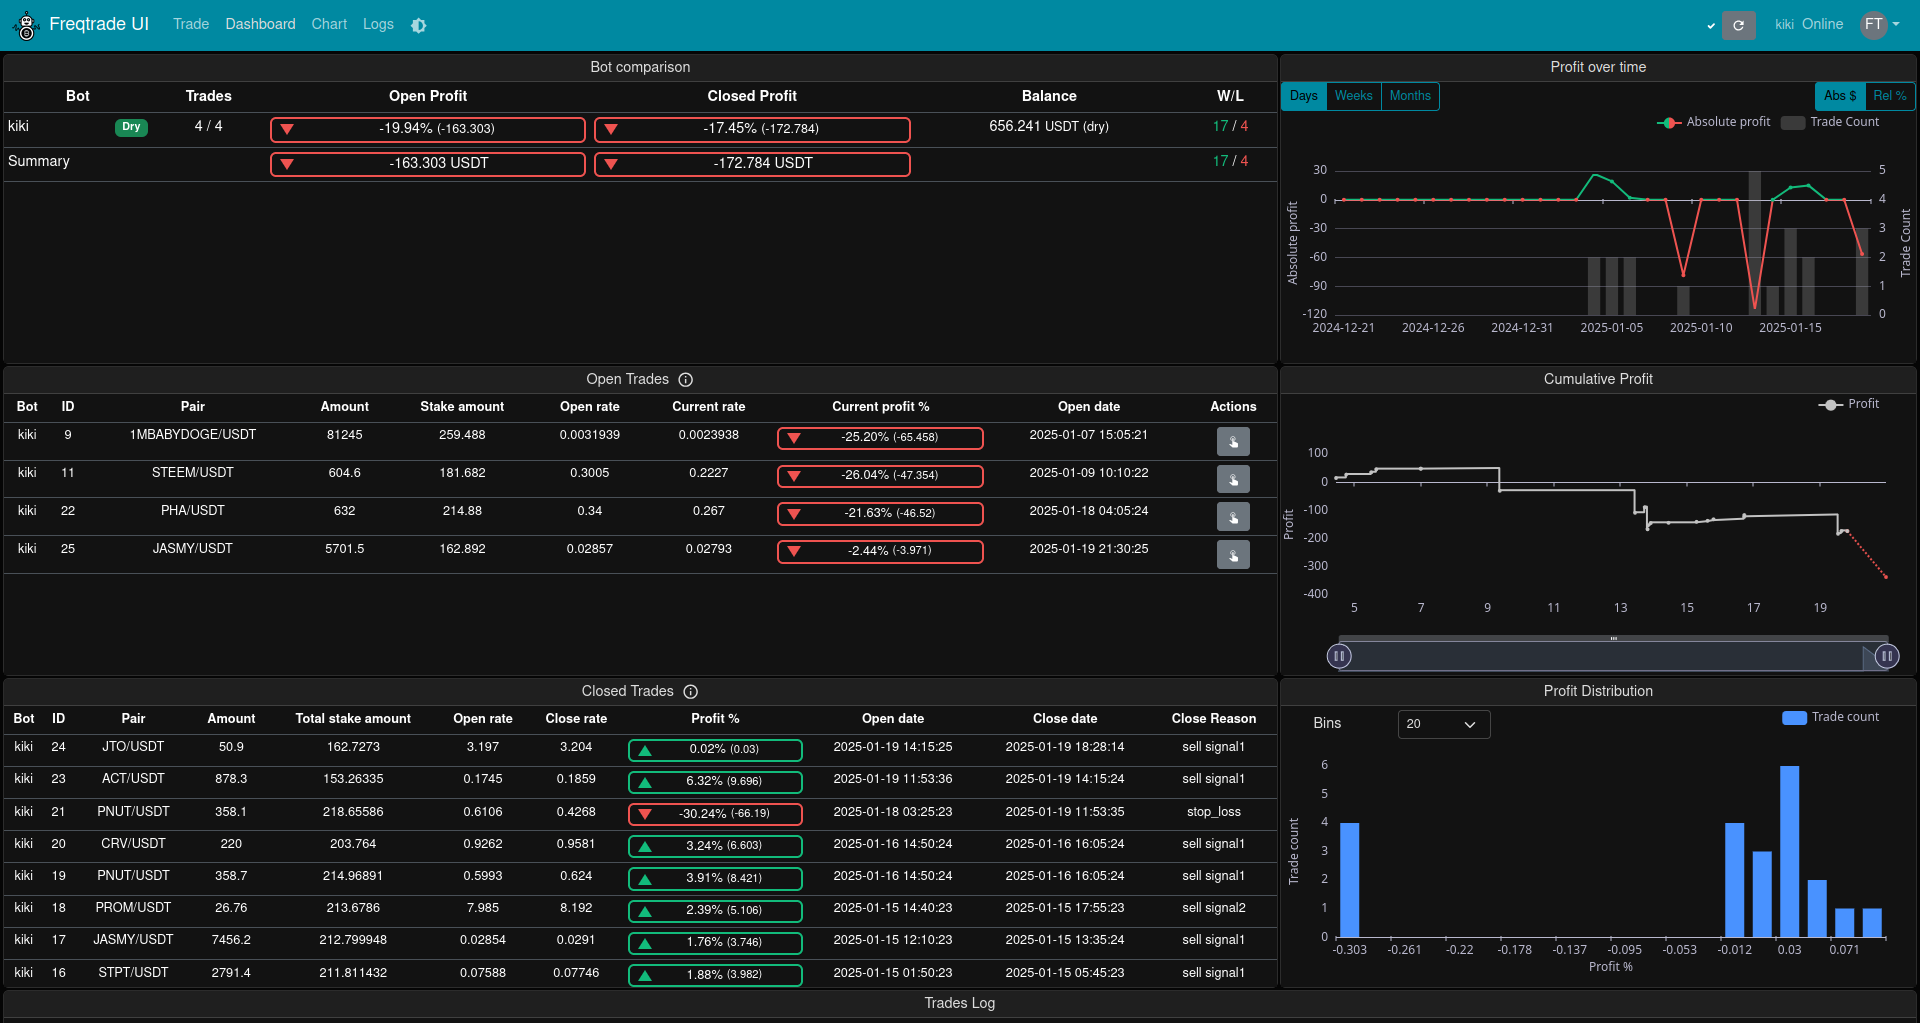 Freqtrade UI Trade Dashboard Chart Logs kiki Online FT
Bot comparison
Bot Trades Open Profit Closed Profit Balance W/L
kiki Dry 4 / 4 -19.94% (-163.303) -17.45% (-172.784) 656.241 USDT (dry) 17 / 4
Summary -163.303 USDT -172.784 USDT 17 / 4
Profit over time
Days Weeks Months Abs $ Rel %
Absolute profit Trade Count
30 5
0 4
-30 3
-60 2
-90 1
-120 0
Absolute profit
Trade Count
2024-12-21 2024-12-26 2024-12-31 2025-01-05 2025-01-10 2025-01-15
Open Trades
Bot ID Pair Amount Stake amount Open rate Current rate Current profit % Open date Actions
kiki 9 1MBABYDOGE/USDT 81245 259.488 0.0031939 0.0023938 -25.20% (-65.458) 2025-01-07 15:05:21
kiki 11 STEEM/USDT 604.6 181.682 0.3005 0.2227 -26.04% (-47.354) 2025-01-09 10:10:22
kiki 22 PHA/USDT 632 214.88 0.34 0.267 -21.63% (-46.52) 2025-01-18 04:05:24
kiki 25 JASMY/USDT 5701.5 162.892 0.02857 0.02793 -2.44% (-3.971) 2025-01-19 21:30:25
Cumulative Profit
Profit
100
0
-100
-200
-300
-400
Profit
5 7 9 11 13 15 17 19
Closed Trades
Bot ID Pair Amount Total stake amount Open rate Close rate Profit % Open date Close date Close Reason
kiki 24 JTO/USDT 50.9 162.7273 3.197 3.204 0.02% (0.03) 2025-01-19 14:15:25 2025-01-19 18:28:14 sell signal1
kiki 23 ACT/USDT 878.3 153.26335 0.1745 0.1859 6.32% (9.696) 2025-01-19 11:53:36 2025-01-19 14:15:24 sell signal1
kiki 21 PNUT/USDT 358.1 218.65586 0.6106 0.4268 -30.24% (-66.19) 2025-01-18 03:25:23 2025-01-19 11:53:35 stop_loss
kiki 20 CRV/USDT 220 203.764 0.9262 0.9581 3.24% (6.603) 2025-01-16 14:50:24 2025-01-16 16:05:24 sell signal1
kiki 19 PNUT/USDT 358.7 214.96891 0.5993 0.624 3.91% (8.421) 2025-01-16 14:50:24 2025-01-16 16:05:24 sell signal1
kiki 18 PROM/USDT 26.76 213.6786 7.985 8.192 2.39% (5.106) 2025-01-15 14:40:23 2025-01-15 17:55:23 sell signal2
kiki 17 JASMY/USDT 7456.2 212.799948 0.02854 0.0291 1.76% (3.746) 2025-01-15 12:10:23 2025-01-15 13:35:24 sell signal1
kiki 16 STPT/USDT 2791.4 211.811432 0.07588 0.07746 1.88% (3.982) 2025-01-15 01:50:23 2025-01-15 05:45:23 sell signal1
Profit Distribution
Bins 20
Trade count
6
5
4
3
2
1
0
Trade count
-0.303 -0.261 -0.22 -0.178 -0.137 -0.095 -0.053 -0.012 0.03 0.071
Profit %
Trades Log